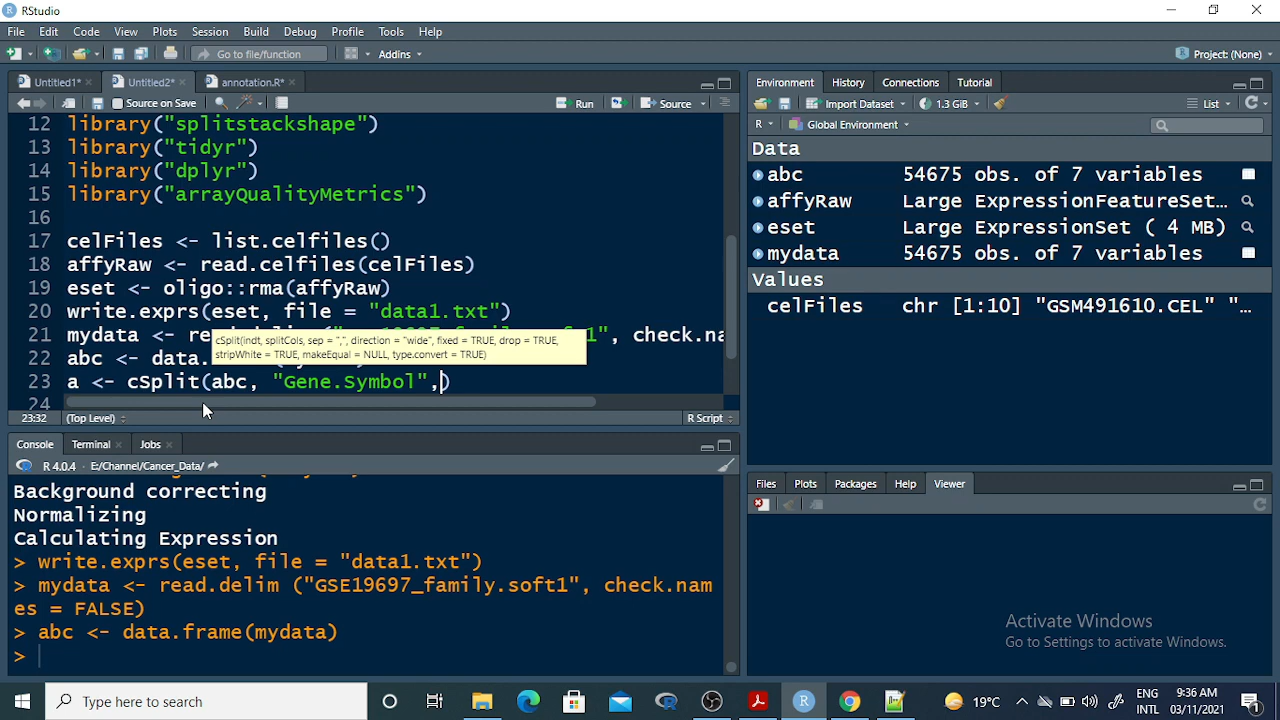 RStudio
File Edit Code View Plots Session Build Debug Profile Tools Help
Go to file/function Addins Project: (None)
Untitled1* Untitled2* annotation.R*
Source on Save Run Source
12 library("splitstackshape")
13 library("tidyr")
14 library("dplyr")
15 library("arrayQualityMetrics")
16
17 celFiles <- list.celfiles()
18 affyRaw <- read.celfiles(celFiles)
19 eset <- oligo::rma(affyRaw)
20 write.exprs(eset, file = "data1.txt")
21 mydata <- 1", check.na
cSplit(indt, splitCols, sep = ",", direction = "wide", fixed = TRUE, drop = TRUE,
stripWhite = TRUE, makeEqual = NULL, type.convert = TRUE)
22 abc <- data.
23 a <- cSplit(abc, "Gene.Symbol",)
24
23:32 (Top Level) R Script
Console Terminal Jobs
R 4.0.4 · E:/Channel/Cancer_Data/
Background correcting
Normalizing
Calculating Expression
> write.exprs(eset, file = "data1.txt")
> mydata <- read.delim ("GSE19697_family.soft1", check.nam
es = FALSE)
> abc <- data.frame(mydata)
>
Environment History Connections Tutorial
Import Dataset 1.3 GiB List
R Global Environment
Data
abc 54675 obs. of 7 variables
affyRaw Large ExpressionFeatureSet…
eset Large ExpressionSet ( 4 MB)
mydata 54675 obs. of 7 variables
Values
celFiles chr [1:10] "GSM491610.CEL" "…
Files Plots Packages Help Viewer
Activate Windows
Go to Settings to activate Windows.
Type here to search
19°C
ENG
INTL
9:36 AM
03/11/2021
1